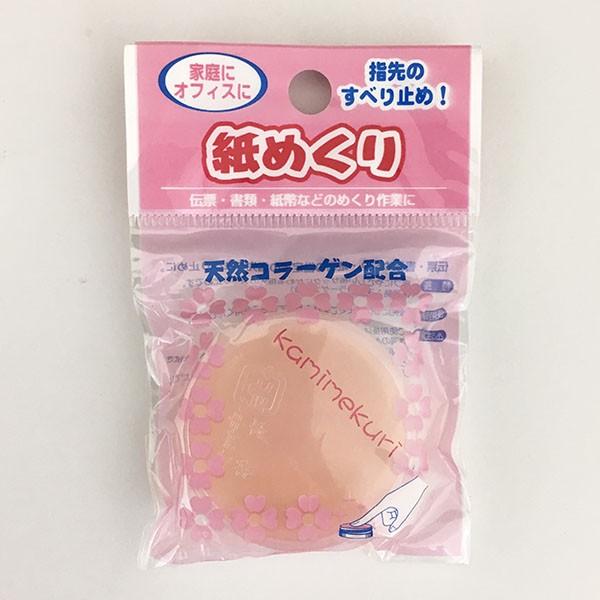 家庭に
オフィスに
指先の
すべり止め！
紙めくり
伝票・書類・紙幣などのめくり作業に
天然コラーゲン配合
kamimekuri